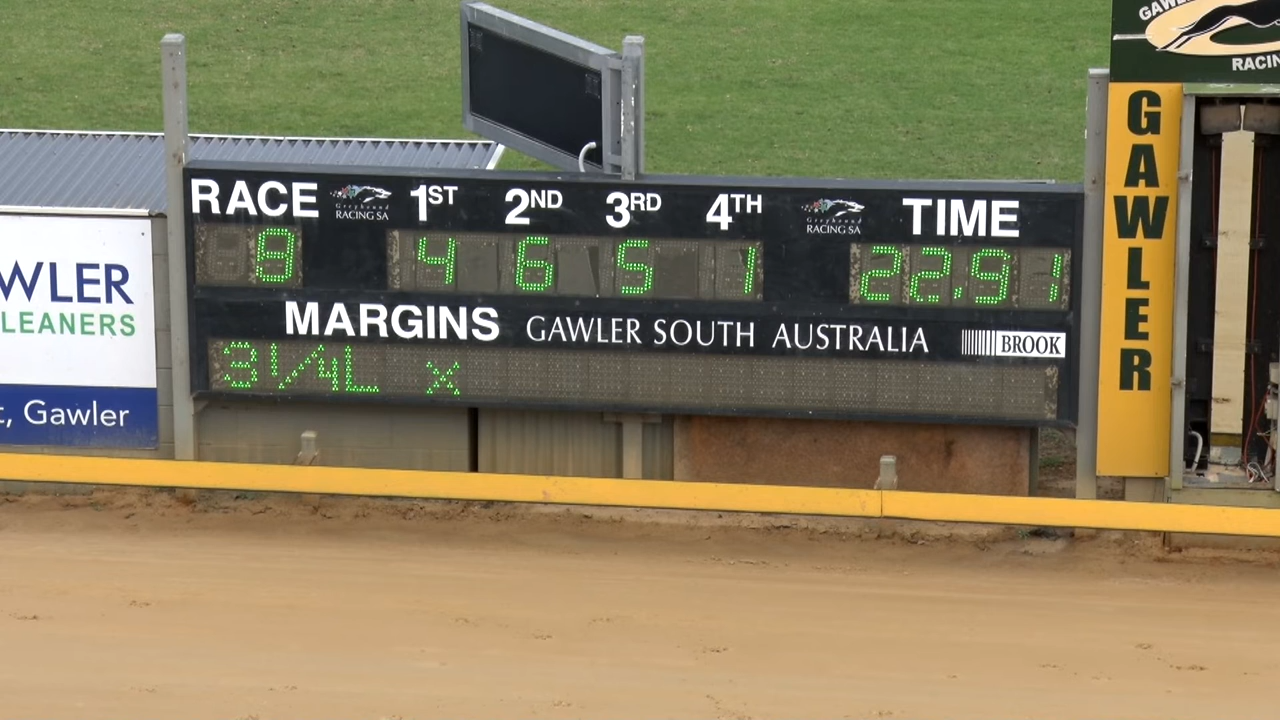 GAWLER
RACIN
GAWLER
RACE 1ST 2ND 3RD 4TH TIME
Greyhound
RACING SA
Greyhound
RACING SA
8 4 6 5 1 22.91
MARGINS GAWLER SOUTH AUSTRALIA BROOK
3 1/4L x
WLER
LEANERS
, Gawler